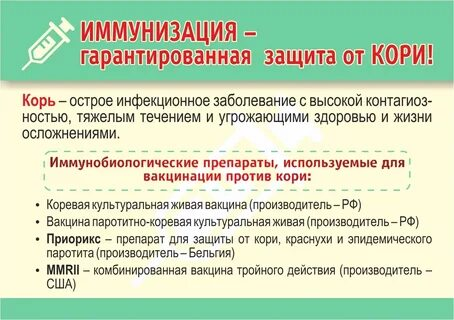 ИММУНИЗАЦИЯ –
гарантированная защита от КОРИ!
Корь – острое инфекционное заболевание с высокой контагиоз-
ностью, тяжелым течением и угрожающими здоровью и жизни
осложнениями.
Иммунобиологические препараты, используемые для
вакцинации против кори:
• Коревая культуральная живая вакцина (производитель – РФ)
• Вакцина паротитно-коревая культуральная живая (производитель – РФ)
• Приорикс – препарат для защиты от кори, краснухи и эпидемического
паротита (производитель – Бельгия)
• MMRII – комбинированная вакцина тройного действия (производитель –
США)